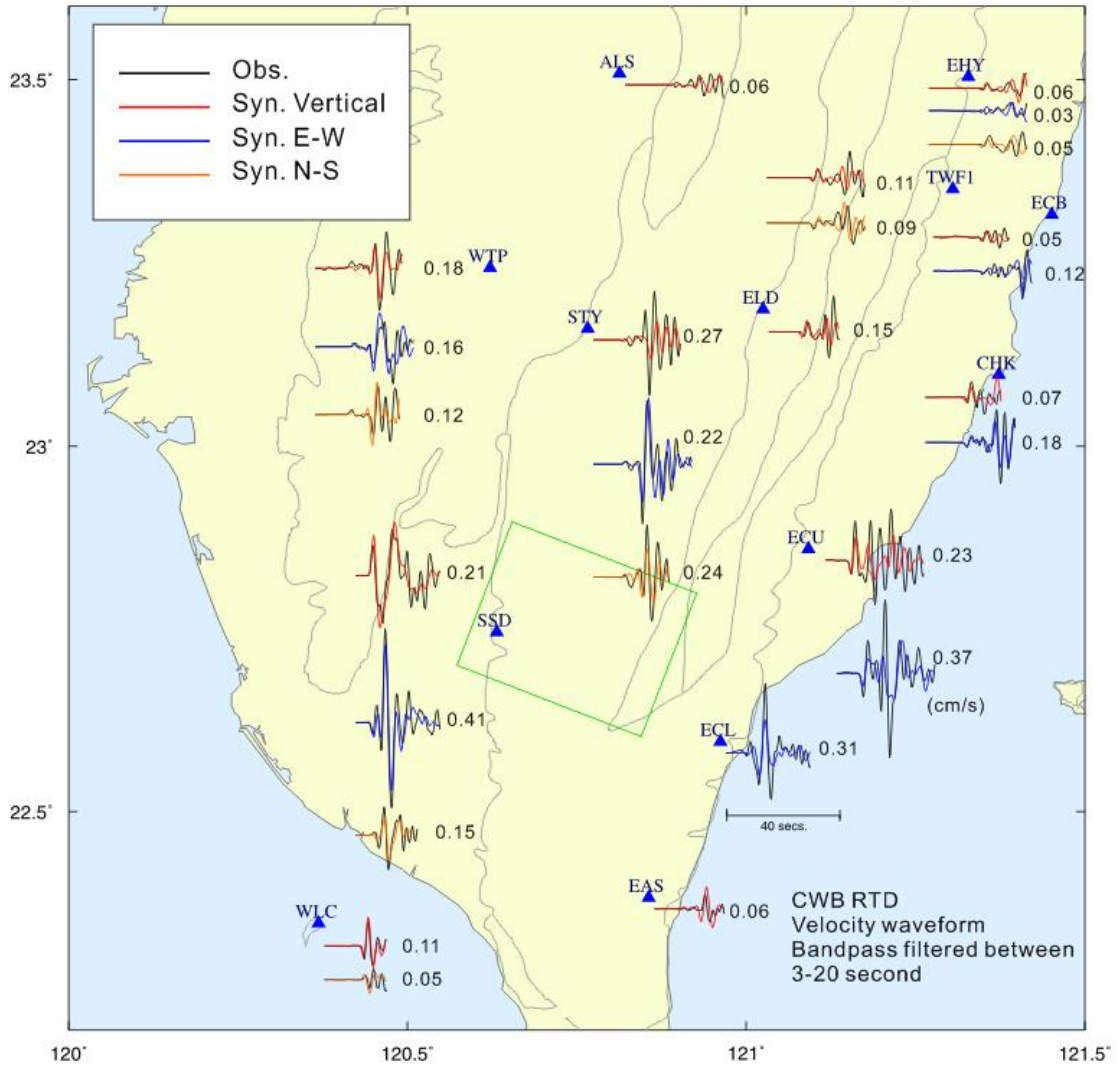 Obs.
Syn. Vertical
Syn. E-W
Syn. N-S
ALS
0.06
EHY
0.06
0.03
0.05
23.5°
0.11
0.09
TWF1
ECB
0.05
0.12
WTP
0.18
0.16
0.12
STY
0.27
0.22
0.24
ELD
0.15
CHK
0.07
0.18
23°
ECU
0.23
0.37
(cm/s)
0.21
SSD
0.41
0.15
ECL
0.31
40 secs.
22.5°
EAS
0.06
WLC
0.11
0.05
CWB RTD
Velocity waveform
Bandpass filtered between
3-20 second
120°
120.5°
121°
121.5°